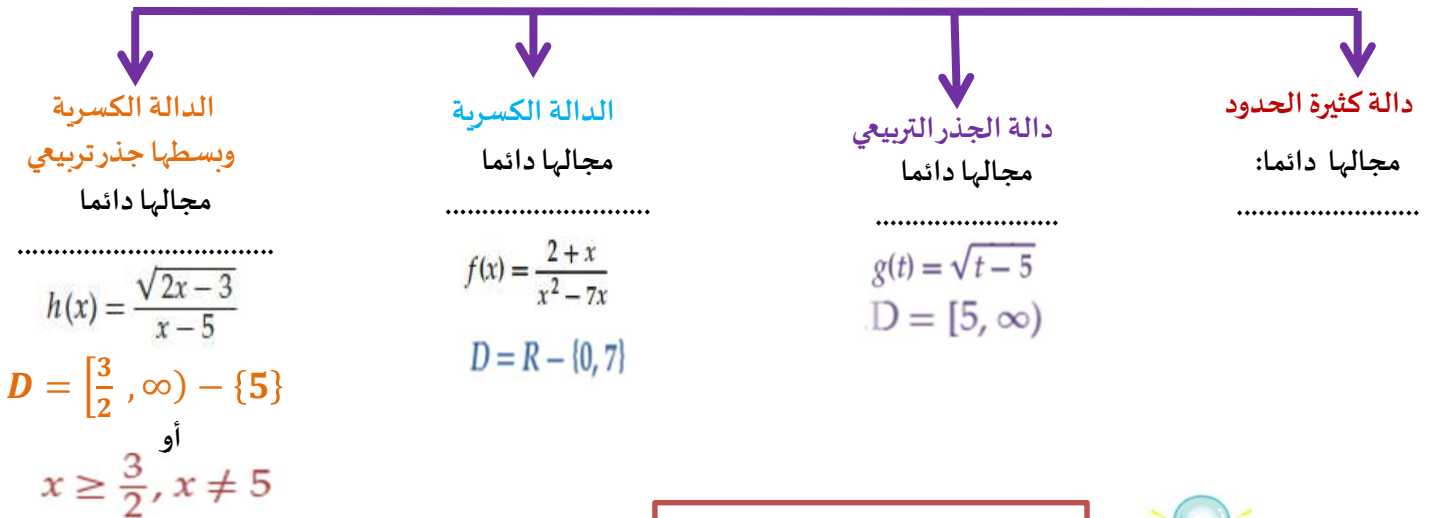 دالة كثيرة الحدود
مجالها دائما:
.........................
دالة الجذر التربيعي
مجالها دائما
.........................
g(t) = √(t − 5)
D = [5, ∞)
الدالة الكسرية
مجالها دائما
............................
f(x) = (2 + x)/(x² − 7x)
D = R − {0, 7}
الدالة الكسرية
وبسطها جذر تربيعي
مجالها دائما
...................................
h(x) = √(2x − 3)/(x − 5)
D = [3/2 , ∞) − {5}
أو
x ≥ 3/2, x ≠ 5